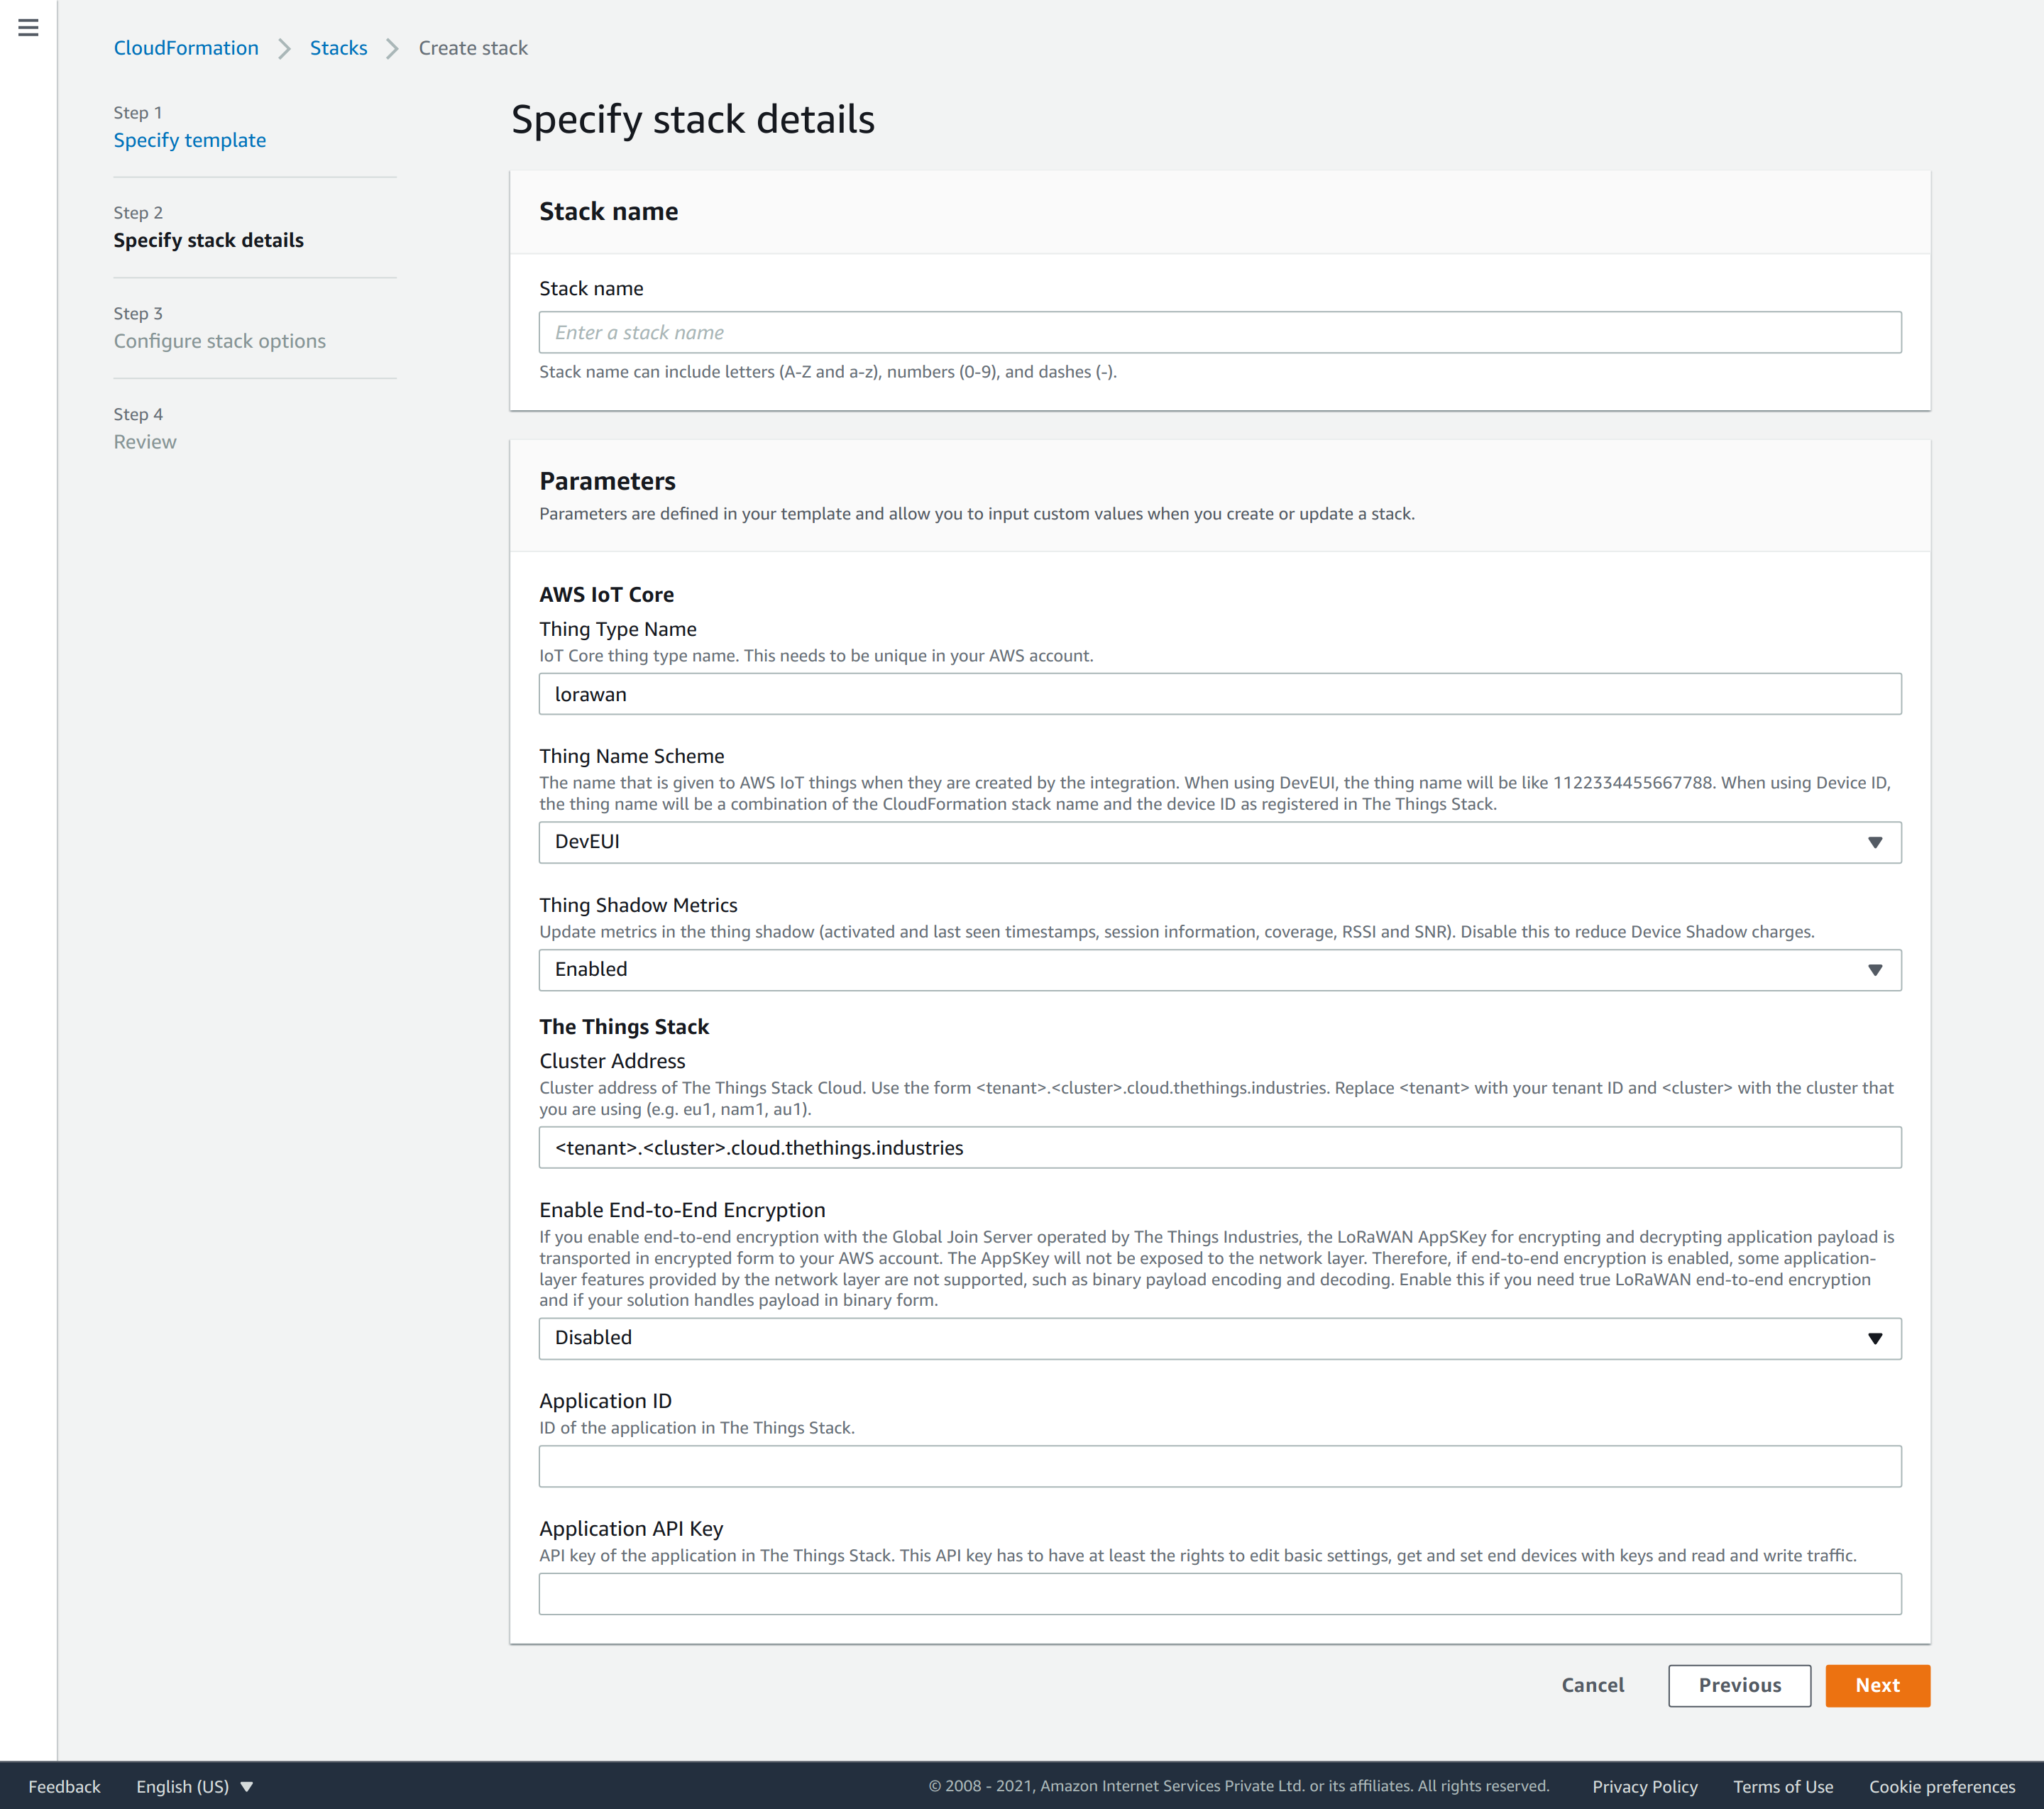 CloudFormation > Stacks > Create stack
Step 1
Specify template
Step 2
Specify stack details
Step 3
Configure stack options
Step 4
Review
Specify stack details
Stack name
Stack name
Enter a stack name
Stack name can include letters (A-Z and a-z), numbers (0-9), and dashes (-).
Parameters
Parameters are defined in your template and allow you to input custom values when you create or update a stack.
AWS IoT Core
Thing Type Name
IoT Core thing type name. This needs to be unique in your AWS account.
lorawan
Thing Name Scheme
The name that is given to AWS IoT things when they are created by the integration. When using DevEUI, the thing name will be like 1122334455667788. When using Device ID,
the thing name will be a combination of the CloudFormation stack name and the device ID as registered in The Things Stack.
DevEUI
Thing Shadow Metrics
Update metrics in the thing shadow (activated and last seen timestamps, session information, coverage, RSSI and SNR). Disable this to reduce Device Shadow charges.
Enabled
The Things Stack
Cluster Address
Cluster address of The Things Stack Cloud. Use the form <tenant>.<cluster>.cloud.thethings.industries. Replace <tenant> with your tenant ID and <cluster> with the cluster that
you are using (e.g. eu1, nam1, au1).
<tenant>.<cluster>.cloud.thethings.industries
Enable End-to-End Encryption
If you enable end-to-end encryption with the Global Join Server operated by The Things Industries, the LoRaWAN AppSKey for encrypting and decrypting application payload is
transported in encrypted form to your AWS account. The AppSKey will not be exposed to the network layer. Therefore, if end-to-end encryption is enabled, some application-
layer features provided by the network layer are not supported, such as binary payload encoding and decoding. Enable this if you need true LoRaWAN end-to-end encryption
and if your solution handles payload in binary form.
Disabled
Application ID
ID of the application in The Things Stack.
Application API Key
API key of the application in The Things Stack. This API key has to have at least the rights to edit basic settings, get and set end devices with keys and read and write traffic.
Cancel Previous Next
Feedback English (US) © 2008 - 2021, Amazon Internet Services Private Ltd. or its affiliates. All rights reserved. Privacy Policy Terms of Use Cookie preferences